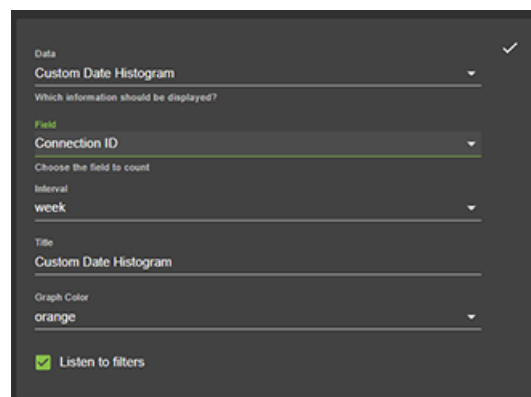 Data
Custom Date Histogram
Which information should be displayed?
Field
Connection ID
Choose the field to count
Interval
week
Title
Custom Date Histogram
Graph Color
orange
Listen to filters